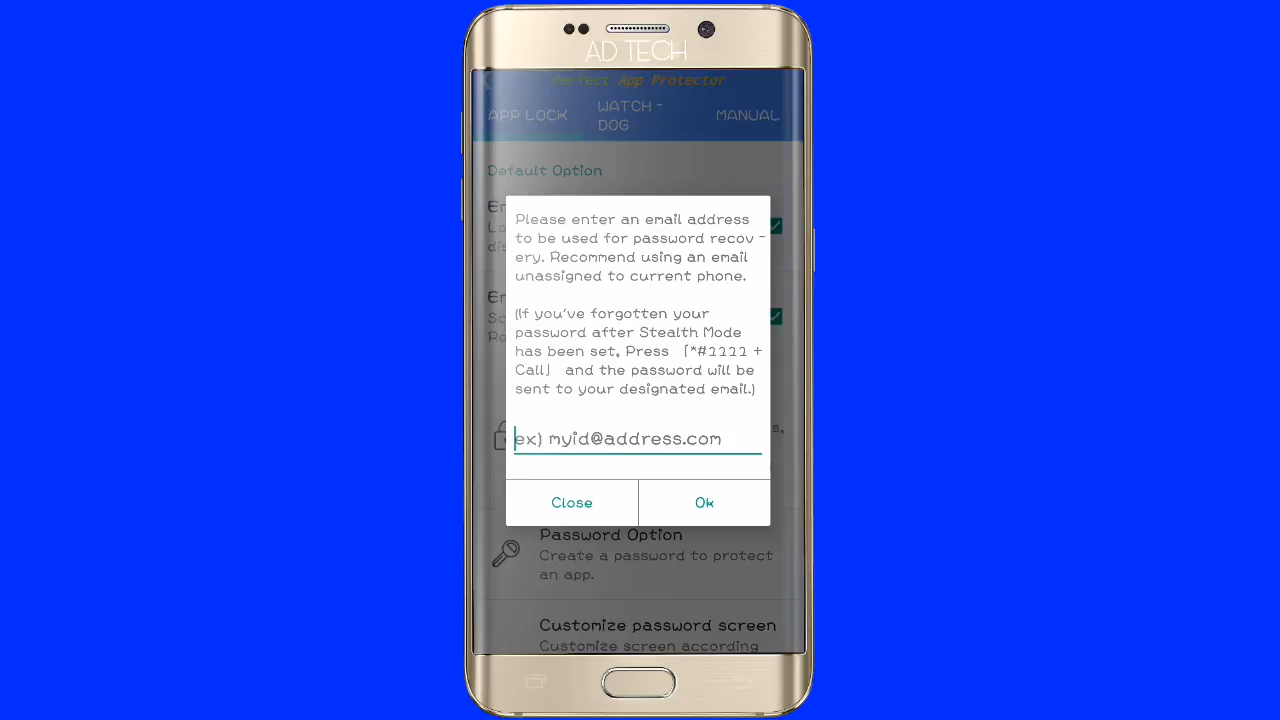 AD TECH
Perfect App Protector
APP LOCK
WATCH-
DOG
MANUAL
Default Option
Please enter an email address
to be used for password recov-
ery. Recommend using an email
unassigned to current phone.
(If you've forgotten your
password after Stealth Mode
has been set, Press 「*#2222 +
Call」 and the password will be
sent to your designated email.)
ex) myid@address.com
Close
Ok
Password Option
Create a password to protect
an app.
Customize password screen
Customize screen according